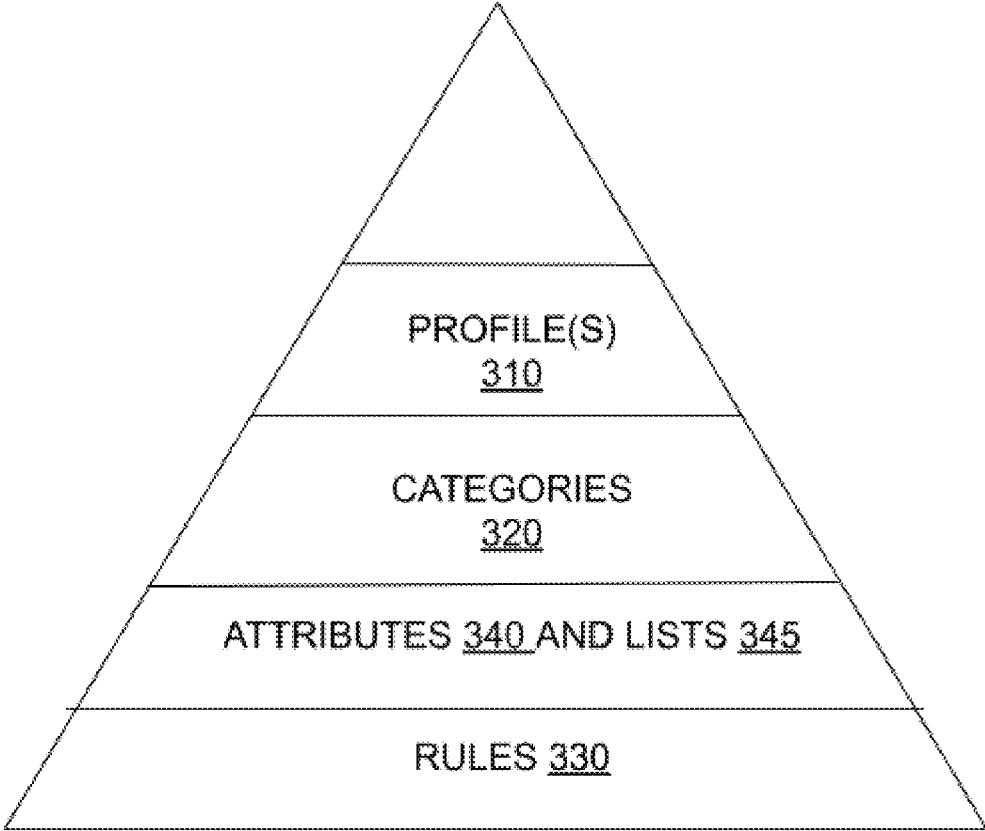 PROFILE(S)
310
CATEGORIES
320
ATTRIBUTES 340 AND LISTS 345
RULES 330